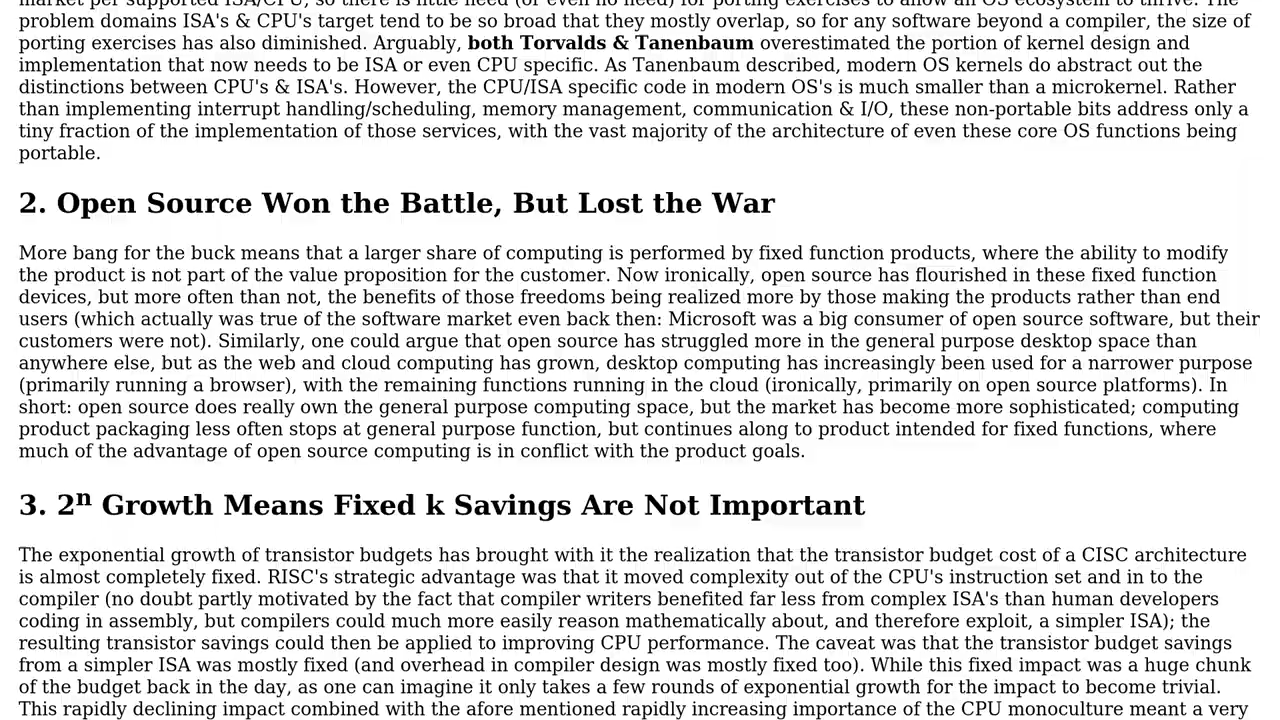 market per supported ISA/CPU, so there is little need (or even no need) for porting exercises to allow an OS ecosystem to thrive. The
problem domains ISA's & CPU's target tend to be so broad that they mostly overlap, so for any software beyond a compiler, the size of
porting exercises has also diminished. Arguably, both Torvalds & Tanenbaum overestimated the portion of kernel design and
implementation that now needs to be ISA or even CPU specific. As Tanenbaum described, modern OS kernels do abstract out the
distinctions between CPU's & ISA's. However, the CPU/ISA specific code in modern OS's is much smaller than a microkernel. Rather
than implementing interrupt handling/scheduling, memory management, communication & I/O, these non-portable bits address only a
tiny fraction of the implementation of those services, with the vast majority of the architecture of even these core OS functions being
portable.
2. Open Source Won the Battle, But Lost the War
More bang for the buck means that a larger share of computing is performed by fixed function products, where the ability to modify
the product is not part of the value proposition for the customer. Now ironically, open source has flourished in these fixed function
devices, but more often than not, the benefits of those freedoms being realized more by those making the products rather than end
users (which actually was true of the software market even back then: Microsoft was a big consumer of open source software, but their
customers were not). Similarly, one could argue that open source has struggled more in the general purpose desktop space than
anywhere else, but as the web and cloud computing has grown, desktop computing has increasingly been used for a narrower purpose
(primarily running a browser), with the remaining functions running in the cloud (ironically, primarily on open source platforms). In
short: open source does really own the general purpose computing space, but the market has become more sophisticated; computing
product packaging less often stops at general purpose function, but continues along to product intended for fixed functions, where
much of the advantage of open source computing is in conflict with the product goals.
3. 2ⁿ Growth Means Fixed k Savings Are Not Important
The exponential growth of transistor budgets has brought with it the realization that the transistor budget cost of a CISC architecture
is almost completely fixed. RISC's strategic advantage was that it moved complexity out of the CPU's instruction set and in to the
compiler (no doubt partly motivated by the fact that compiler writers benefited far less from complex ISA's than human developers
coding in assembly, but compilers could much more easily reason mathematically about, and therefore exploit, a simpler ISA); the
resulting transistor savings could then be applied to improving CPU performance. The caveat was that the transistor budget savings
from a simpler ISA was mostly fixed (and overhead in compiler design was mostly fixed too). While this fixed impact was a huge chunk
of the budget back in the day, as one can imagine it only takes a few rounds of exponential growth for the impact to become trivial.
This rapidly declining impact combined with the afore mentioned rapidly increasing importance of the CPU monoculture meant a very